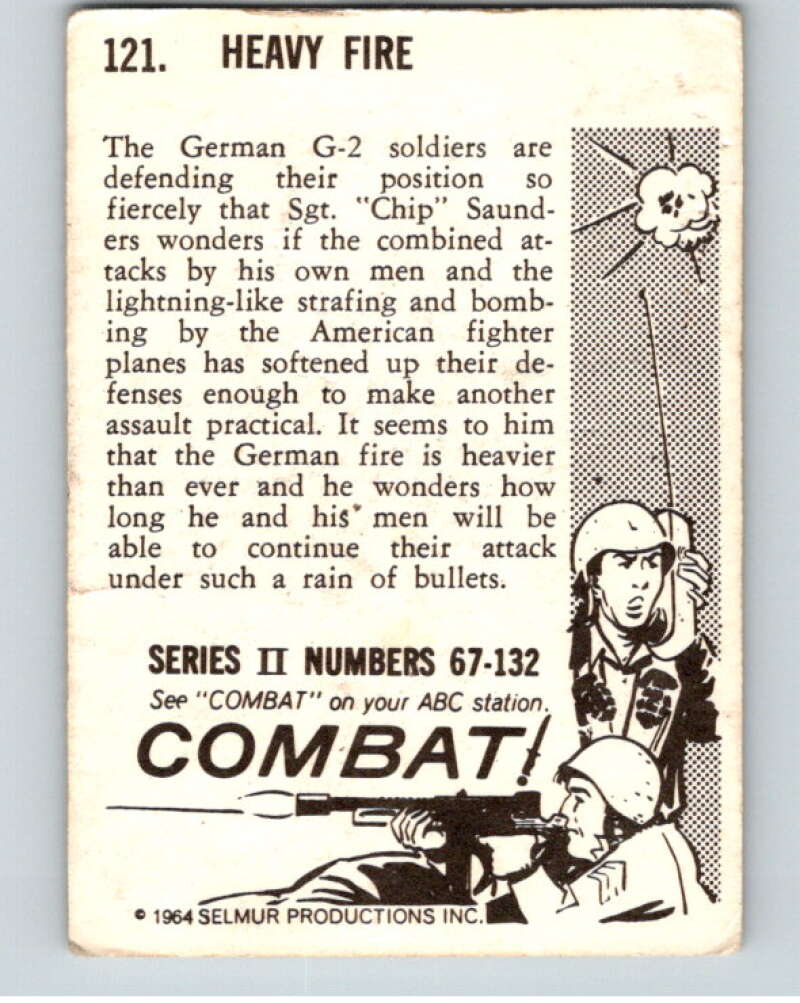 121. HEAVY FIRE
The German G-2 soldiers are
defending their position so
fiercely that Sgt. "Chip" Saund-
ers wonders if the combined at-
tacks by his own men and the
lightning-like strafing and bomb-
ing by the American fighter
planes has softened up their de-
fenses enough to make another
assault practical. It seems to him
that the German fire is heavier
than ever and he wonders how
long he and his men will be
able to continue their attack
under such a rain of bullets.
SERIES II NUMBERS 67-132
See "COMBAT" on your ABC station.
COMBAT!
© 1964 SELMUR PRODUCTIONS INC.